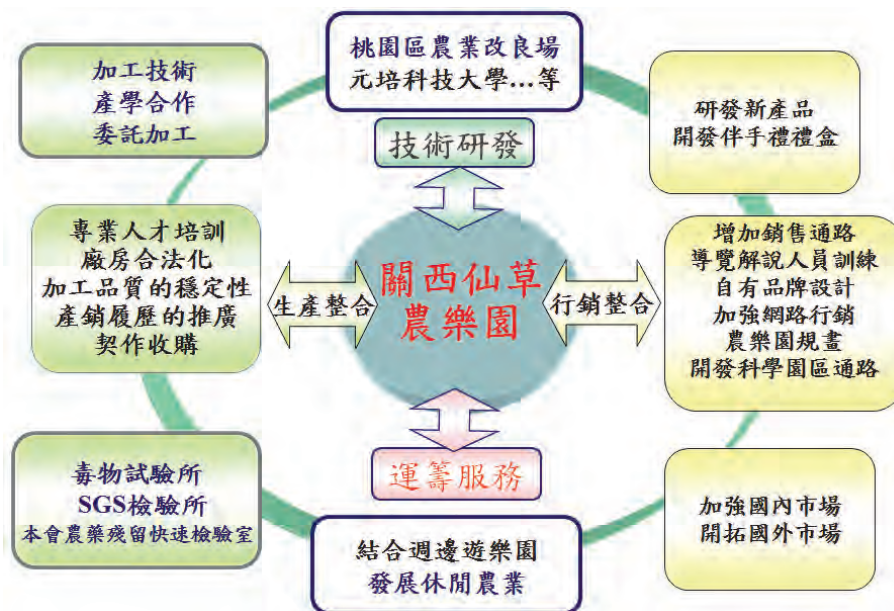 桃園區農業改良場
元培科技大學…等
技術研發
加工技術
產學合作
委託加工
研發新產品
開發伴手禮禮盒
專業人才培訓
廠房合法化
加工品質的穩定性
產銷履歷的推廣
契作收購
生產整合
關西仙草
農樂園
行銷整合
增加銷售通路
導覽解說人員訓練
自有品牌設計
加強網路行銷
農樂園規畫
開發科學園區通路
毒物試驗所
SGS檢驗所
本會農藥殘留快速檢驗室
運籌服務
結合週邊遊樂園
發展休閒農業
加強國內市場
開拓國外市場